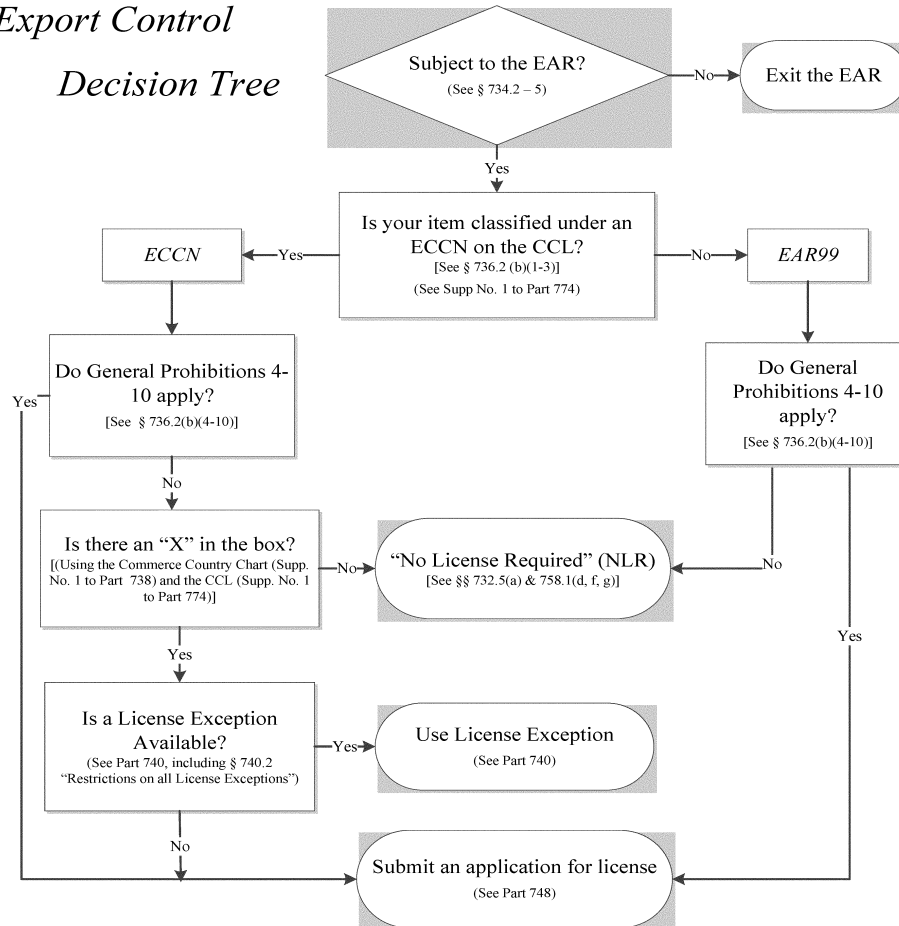 Export Control
Decision Tree
Subject to the EAR?
(See § 734.2 – 5)
No
Exit the EAR
Yes
Is your item classified under an
ECCN on the CCL?
[See § 736.2 (b)(1-3)]
(See Supp No. 1 to Part 774)
Yes
ECCN
No
EAR99
Do General Prohibitions 4-
10 apply?
[See § 736.2(b)(4-10)]
Yes
Do General
Prohibitions 4-10
apply?
[See § 736.2(b)(4-10)]
No
Is there an “X” in the box?
[(Using the Commerce Country Chart (Supp.
No. 1 to Part 738) and the CCL (Supp. No. 1
to Part 774)]
No
“No License Required” (NLR)
[See §§ 732.5(a) & 758.1(d, f, g)]
No
Yes
Yes
Is a License Exception
Available?
(See Part 740, including § 740.2
“Restrictions on all License Exceptions”)
Yes
Use License Exception
(See Part 740)
No
Submit an application for license
(See Part 748)